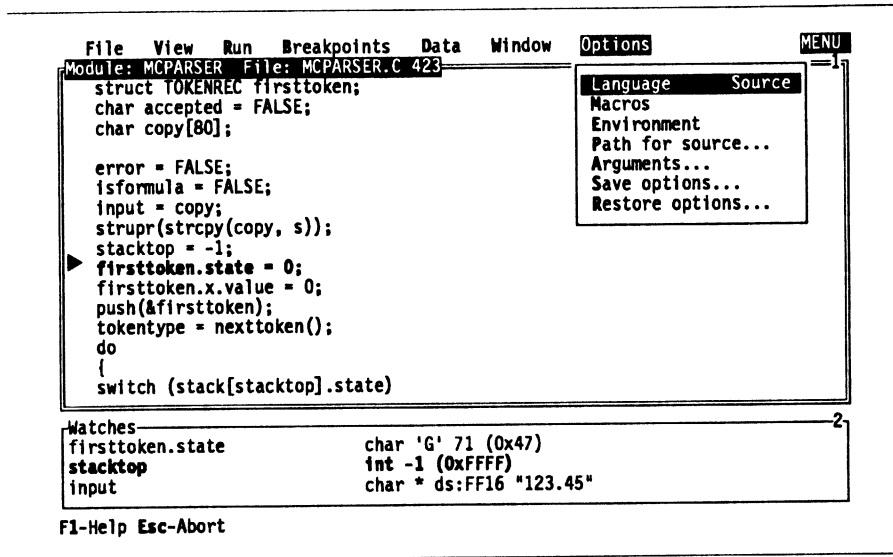 File View Run Breakpoints Data Window Options MENU
Module: MCPARSER File: MCPARSER.C 423 1
struct TOKENREC firsttoken;
char accepted = FALSE;
char copy[80];
error = FALSE;
isformula = FALSE;
input = copy;
strupr(strcpy(copy, s));
stacktop = -1;
firsttoken.state = 0;
firsttoken.x.value = 0;
push(&firsttoken);
tokentype = nexttoken();
do
{
switch (stack[stacktop].state)
Language Source
Macros
Environment
Path for source...
Arguments...
Save options...
Restore options...
Watches 2
firsttoken.state char 'G' 71 (0x47)
stacktop int -1 (0xFFFF)
input char * ds:FF16 "123.45"
F1-Help Esc-Abort